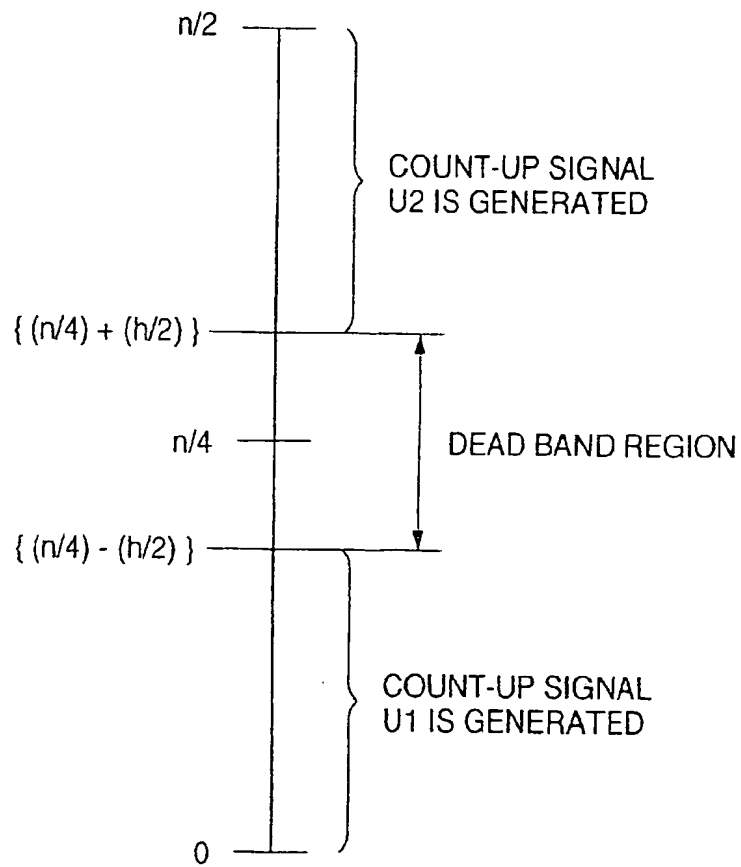 n/2
COUNT-UP SIGNAL
U2 IS GENERATED
{ (n/4) + (h/2) }
n/4
DEAD BAND REGION
{ (n/4) - (h/2) }
COUNT-UP SIGNAL
U1 IS GENERATED
0